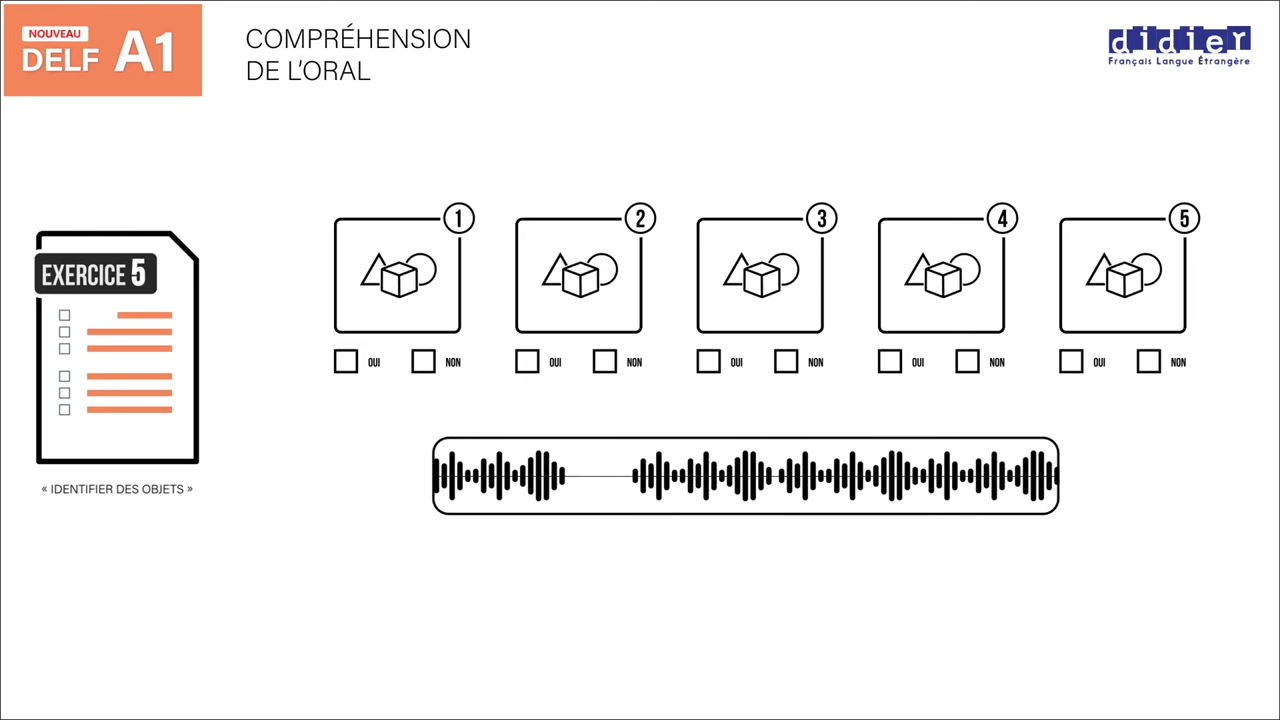 NOUVEAU
DELF A1
COMPRÉHENSION
DE L'ORAL
didier
Français Langue Étrangère
EXERCICE 5
« IDENTIFIER DES OBJETS »
1 2 3 4 5
OUI NON OUI NON OUI NON OUI NON OUI NON